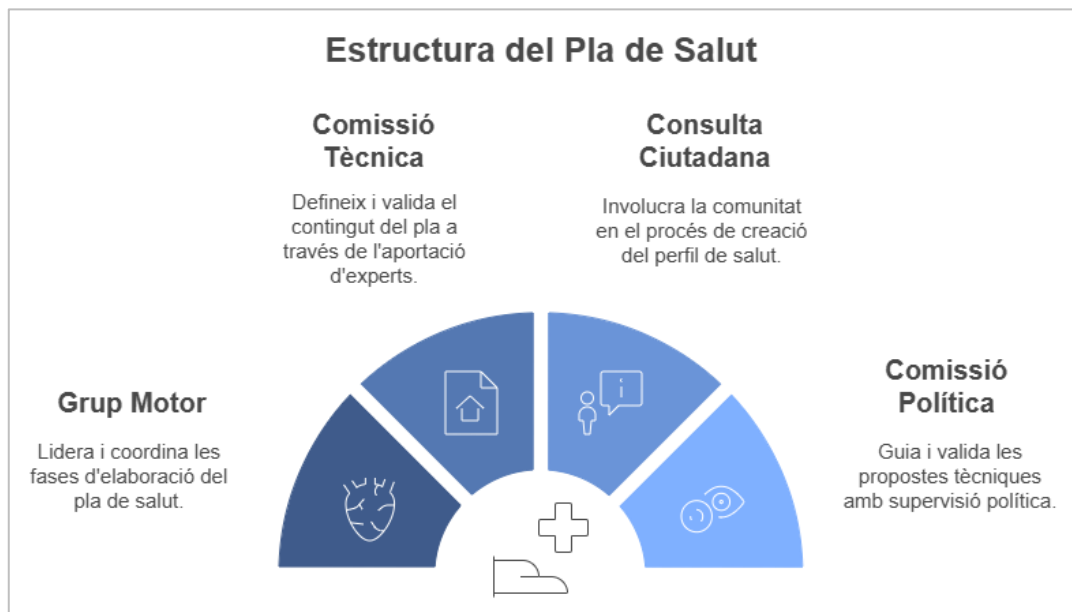 Estructura del Pla de Salut
Comissió
Tècnica
Defineix i valida el
contingut del pla a
través de l'aportació
d'experts.
Consulta
Ciutadana
Involucra la comunitat
en el procés de creació
del perfil de salut.
Grup Motor
Lidera i coordina les
fases d'elaboració del
pla de salut.
Comissió
Política
Guia i valida les
propostes tècniques
amb supervisió política.